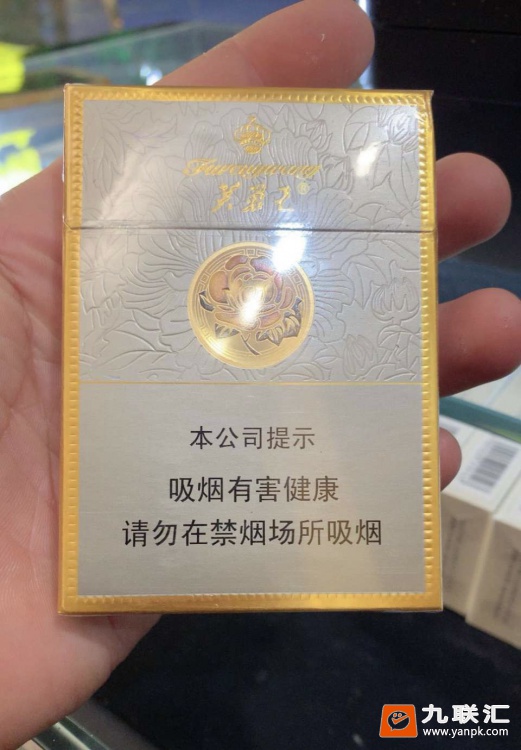 Furongwang
芙蓉王
本公司提示
吸烟有害健康
请勿在禁烟场所吸烟
九联汇
www.yanpk.com